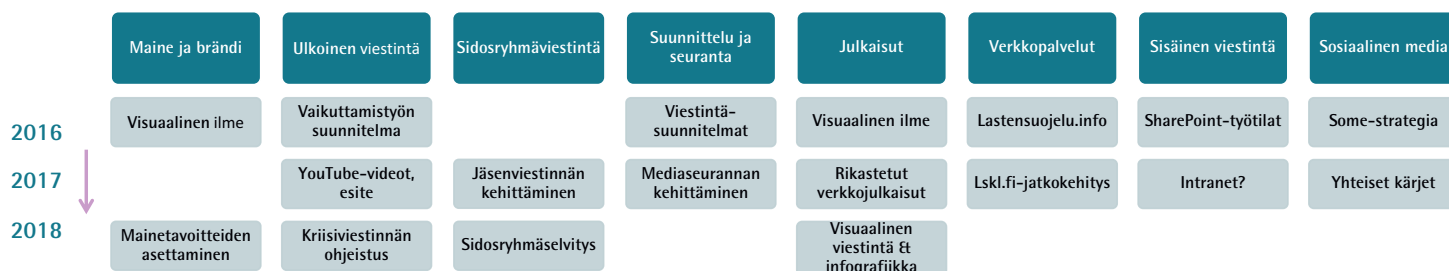 Maine ja brändi
Ulkoinen viestintä
Sidosryhmäviestintä
Suunnittelu ja
seuranta
Julkaisut
Verkkopalvelut
Sisäinen viestintä
Sosiaalinen media
2016
Visuaalinen ilme
Vaikuttamistyön
suunnitelma
Viestintä-
suunnitelmat
Visuaalinen ilme
Lastensuojelu.info
SharePoint-työtilat
Some-strategia
2017
YouTube-videot,
esite
Jäsenviestinnän
kehittäminen
Mediaseurannan
kehittäminen
Rikastetut
verkkojulkaisut
Lskl.fi-jatkokehitys
Intranet?
Yhteiset kärjet
2018
Mainetavoitteiden
asettaminen
Kriisiviestinnän
ohjeistus
Sidosryhmäselvitys
Visuaalinen
viestintä &
infografiikka